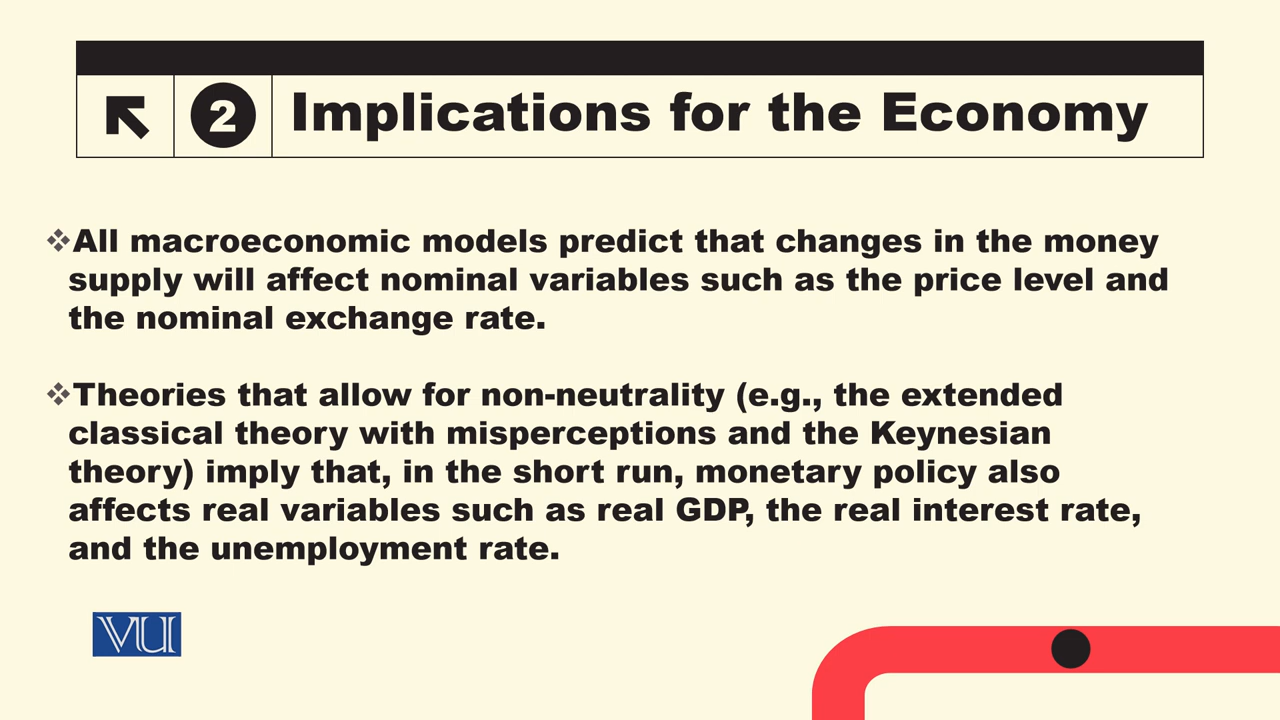 2 Implications for the Economy
❖All macroeconomic models predict that changes in the money
supply will affect nominal variables such as the price level and
the nominal exchange rate.
❖Theories that allow for non-neutrality (e.g., the extended
classical theory with misperceptions and the Keynesian
theory) imply that, in the short run, monetary policy also
affects real variables such as real GDP, the real interest rate,
and the unemployment rate.
VU